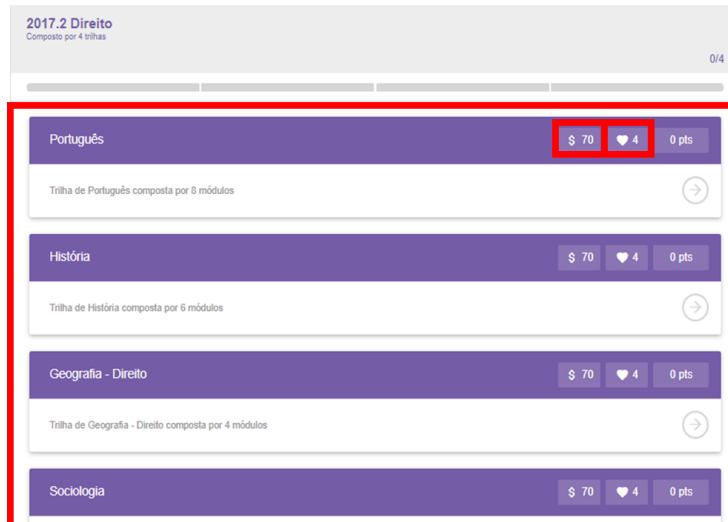 2017.2 Direito
Composto por 4 trilhas
0/4
Português $ 70 4 0 pts
Trilha de Português composta por 8 módulos
História $ 70 4 0 pts
Trilha de História composta por 6 módulos
Geografia - Direito $ 70 4 0 pts
Trilha de Geografia - Direito composta por 4 módulos
Sociologia $ 70 4 0 pts